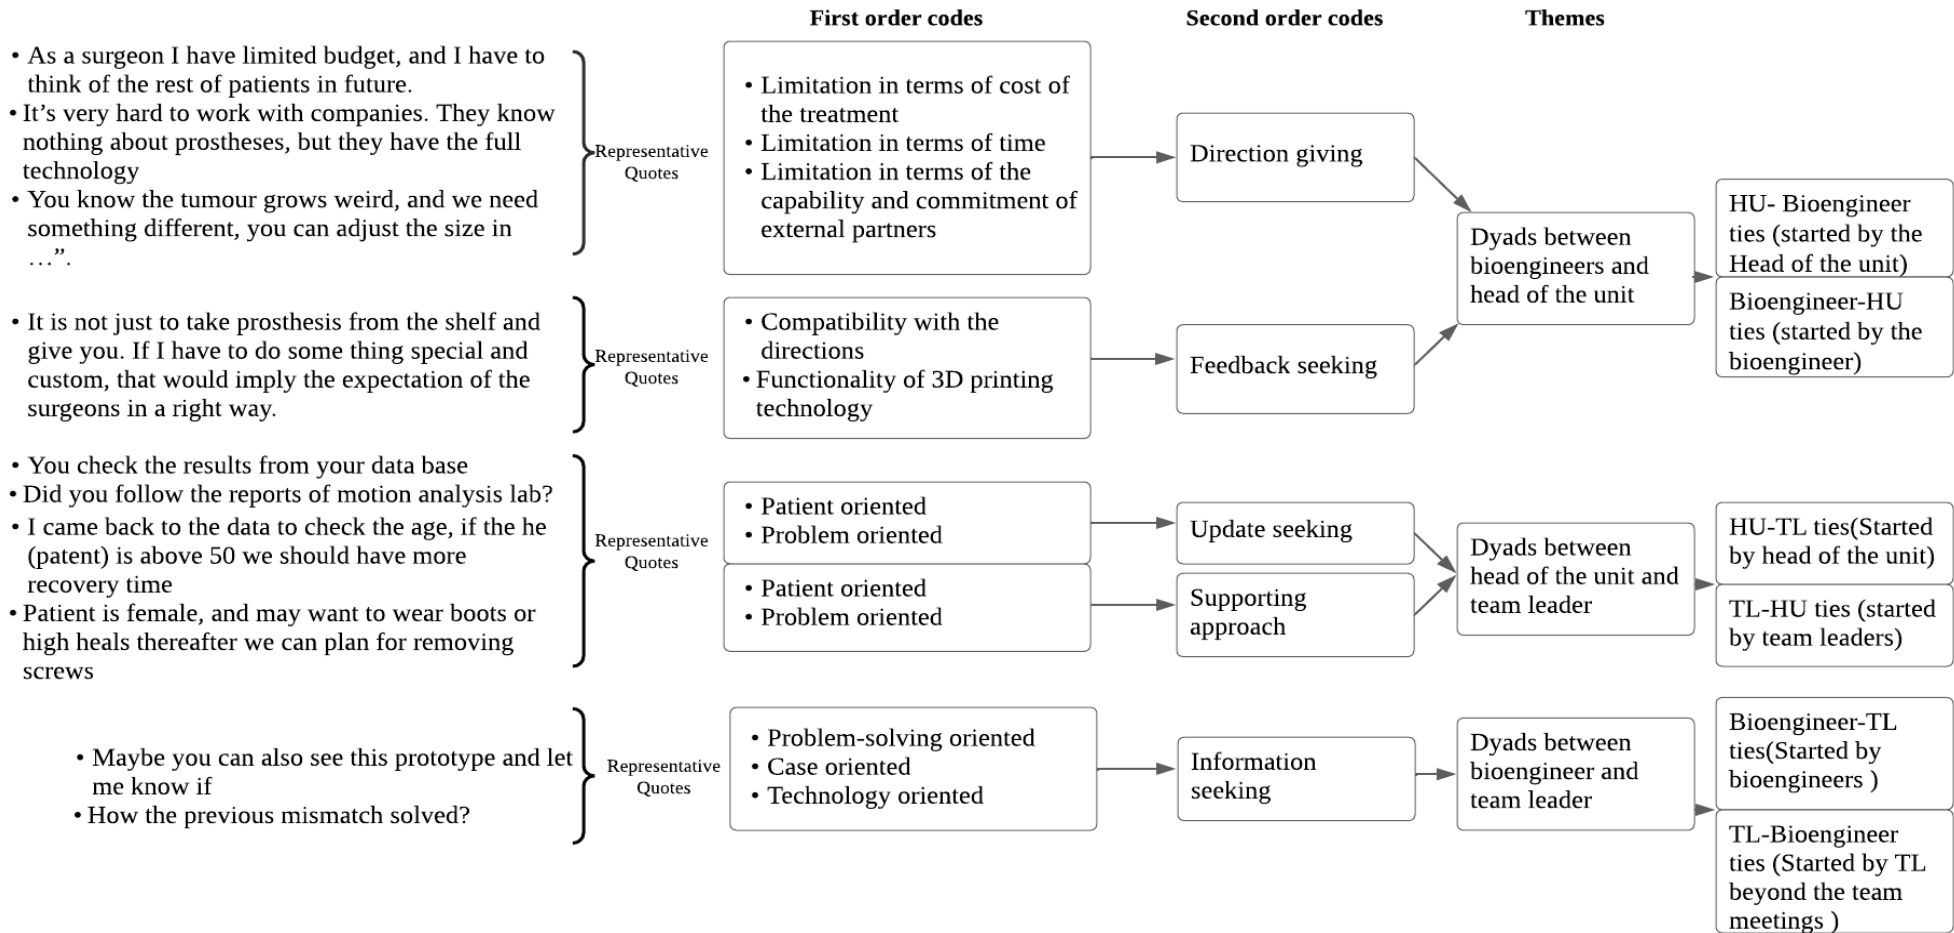 First order codes
Second order codes
Themes
• As a surgeon I have limited budget, and I have to
think of the rest of patients in future.
• It’s very hard to work with companies. They know
nothing about prostheses, but they have the full
technology
• You know the tumour grows weird, and we need
something different, you can adjust the size in
…”.
Representative
Quotes
• Limitation in terms of cost of
the treatment
• Limitation in terms of time
• Limitation in terms of the
capability and commitment of
external partners
Direction giving
• It is not just to take prosthesis from the shelf and
give you. If I have to do some thing special and
custom, that would imply the expectation of the
surgeons in a right way.
Representative
Quotes
• Compatibility with the
directions
• Functionality of 3D printing
technology
Feedback seeking
Dyads between
bioengineers and
head of the unit
HU- Bioengineer
ties (started by the
Head of the unit)
Bioengineer-HU
ties (started by the
bioengineer)
• You check the results from your data base
• Did you follow the reports of motion analysis lab?
• I came back to the data to check the age, if the he
(patent) is above 50 we should have more
recovery time
• Patient is female, and may want to wear boots or
high heals thereafter we can plan for removing
screws
Representative
Quotes
• Patient oriented
• Problem oriented
• Patient oriented
• Problem oriented
Update seeking
Supporting
approach
Dyads between
head of the unit and
team leader
HU-TL ties(Started
by head of the unit)
TL-HU ties (started
by team leaders)
• Maybe you can also see this prototype and let
me know if
• How the previous mismatch solved?
Representative
Quotes
• Problem-solving oriented
• Case oriented
• Technology oriented
Information
seeking
Dyads between
bioengineer and
team leader
Bioengineer-TL
ties(Started by
bioengineers )
TL-Bioengineer
ties (Started by TL
beyond the team
meetings )